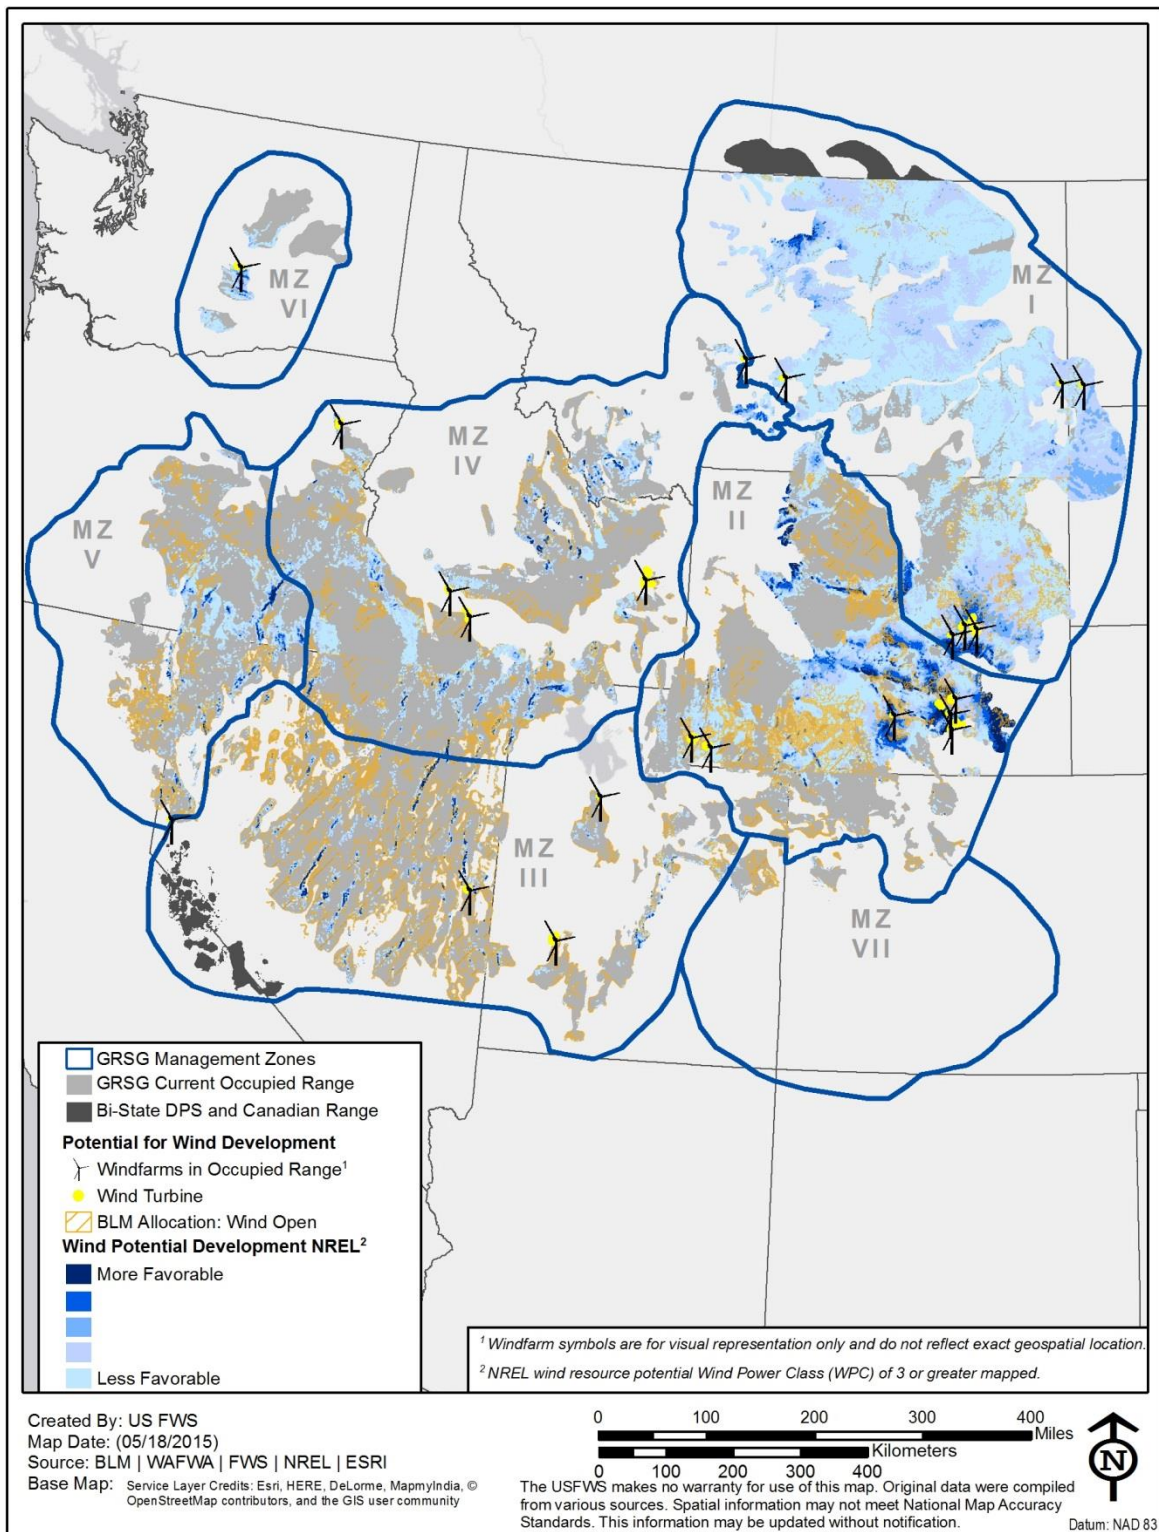 MZ
VI
MZ
I
MZ
IV
MZ
II
MZ
V
MZ
III
MZ
VII
GRSG Management Zones
GRSG Current Occupied Range
Bi-State DPS and Canadian Range
Potential for Wind Development
Windfarms in Occupied Range¹
Wind Turbine
BLM Allocation: Wind Open
Wind Potential Development NREL²
More Favorable
Less Favorable
¹ Windfarm symbols are for visual representation only and do not reflect exact geospatial location.
² NREL wind resource potential Wind Power Class (WPC) of 3 or greater mapped.
Created By: US FWS
Map Date: (05/18/2015)
Source: BLM | WAFWA | FWS | NREL | ESRI
Base Map: Service Layer Credits: Esri, HERE, DeLorme, MapmyIndia, ©
OpenStreetMap contributors, and the GIS user community
0 100 200 300 400
Miles
Kilometers
0 100 200 300 400
The USFWS makes no warranty for use of this map. Original data were compiled
from various sources. Spatial information may not meet National Map Accuracy
Standards. This information may be updated without notification.
N
Datum: NAD 83